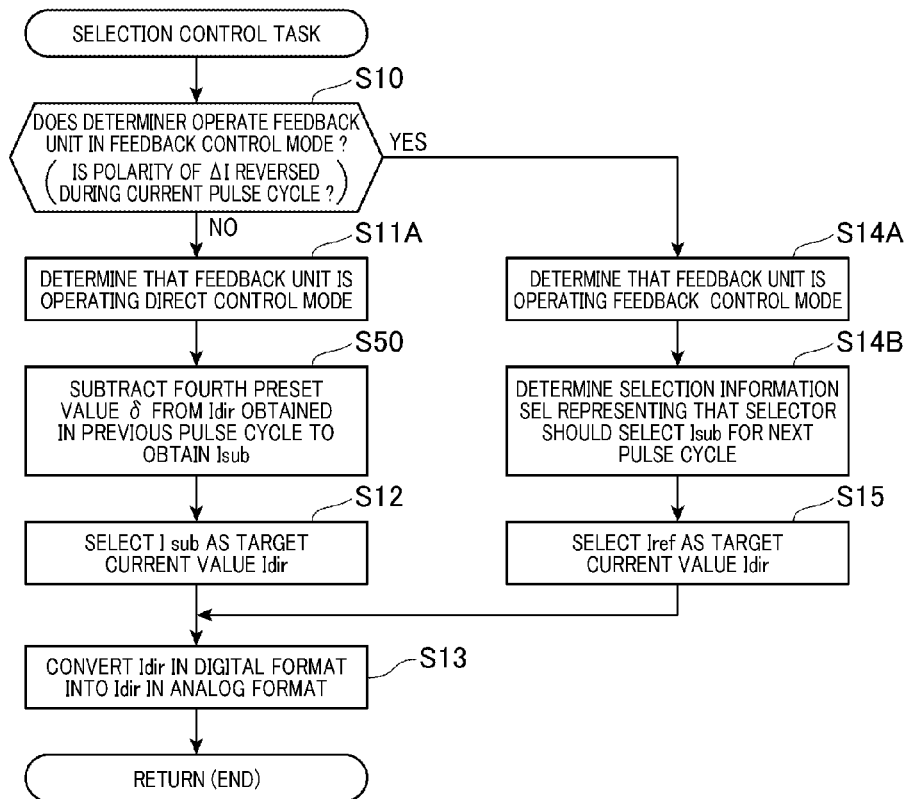 SELECTION CONTROL TASK
S10
DOES DETERMINER OPERATE FEEDBACK
UNIT IN FEEDBACK CONTROL MODE ?
( IS POLARITY OF ΔI REVERSED
DURING CURRENT PULSE CYCLE ? )
YES
NO
S11A
DETERMINE THAT FEEDBACK UNIT IS
OPERATING DIRECT CONTROL MODE
S50
SUBTRACT FOURTH PRESET
VALUE δ FROM Idir OBTAINED
IN PREVIOUS PULSE CYCLE TO
OBTAIN Isub
S12
SELECT I sub AS TARGET
CURRENT VALUE Idir
S14A
DETERMINE THAT FEEDBACK UNIT IS
OPERATING FEEDBACK CONTROL MODE
S14B
DETERMINE SELECTION INFORMATION
SEL REPRESENTING THAT SELECTOR
SHOULD SELECT Isub FOR NEXT
PULSE CYCLE
S15
SELECT Iref AS TARGET
CURRENT VALUE Idir
S13
CONVERT Idir IN DIGITAL FORMAT
INTO Idir IN ANALOG FORMAT
RETURN (END)